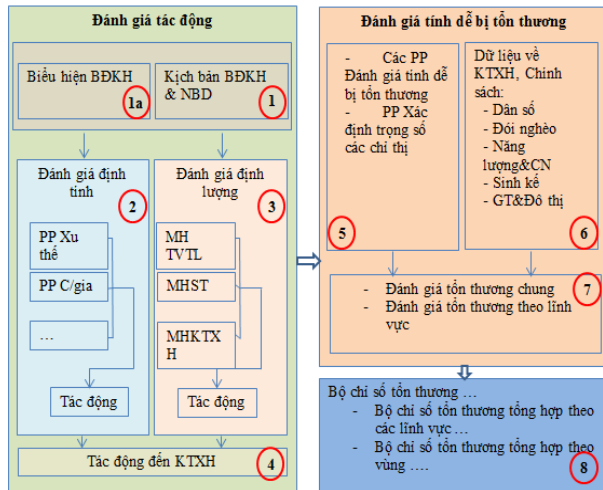 Đánh giá tác động
Biểu hiện BĐKH
1a
Kịch bản BĐKH
& NBD
1
Đánh giá định
tính
2
PP Xu
thế
PP C/gia
…
Tác động
Đánh giá định
lượng
3
MH
TVTL
MHST
MHKTX
H
Tác động
Tác động đến KTXH
4
Đánh giá tính dễ bị tổn thương
- Các PP
Đánh giá tính dễ
bị tổn thương
- PP Xác
định trọng số
các chỉ thị
5
Dữ liệu về
KTXH, Chính
sách:
- Dân số
- Đói nghèo
- Năng
lượng&CN
- Sinh kế
- GT&Đô thị
6
- Đánh giá tổn thương chung
- Đánh giá tổn thương theo lĩnh
vực
7
Bộ chỉ số tổn thương …
- Bộ chỉ số tổn thương tổng hợp theo
các lĩnh vực …
- Bộ chỉ số tổn thương tổng hợp theo
vùng ….
8